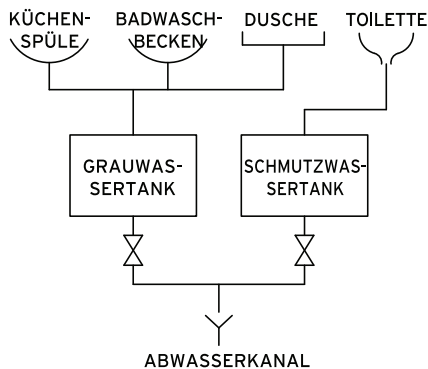 KÜCHEN-
SPÜLE
BADWASCH-
BECKEN
DUSCHE
TOILETTE
GRAUWAS-
SERTANK
SCHMUTZWAS-
SERTANK
ABWASSERKANAL